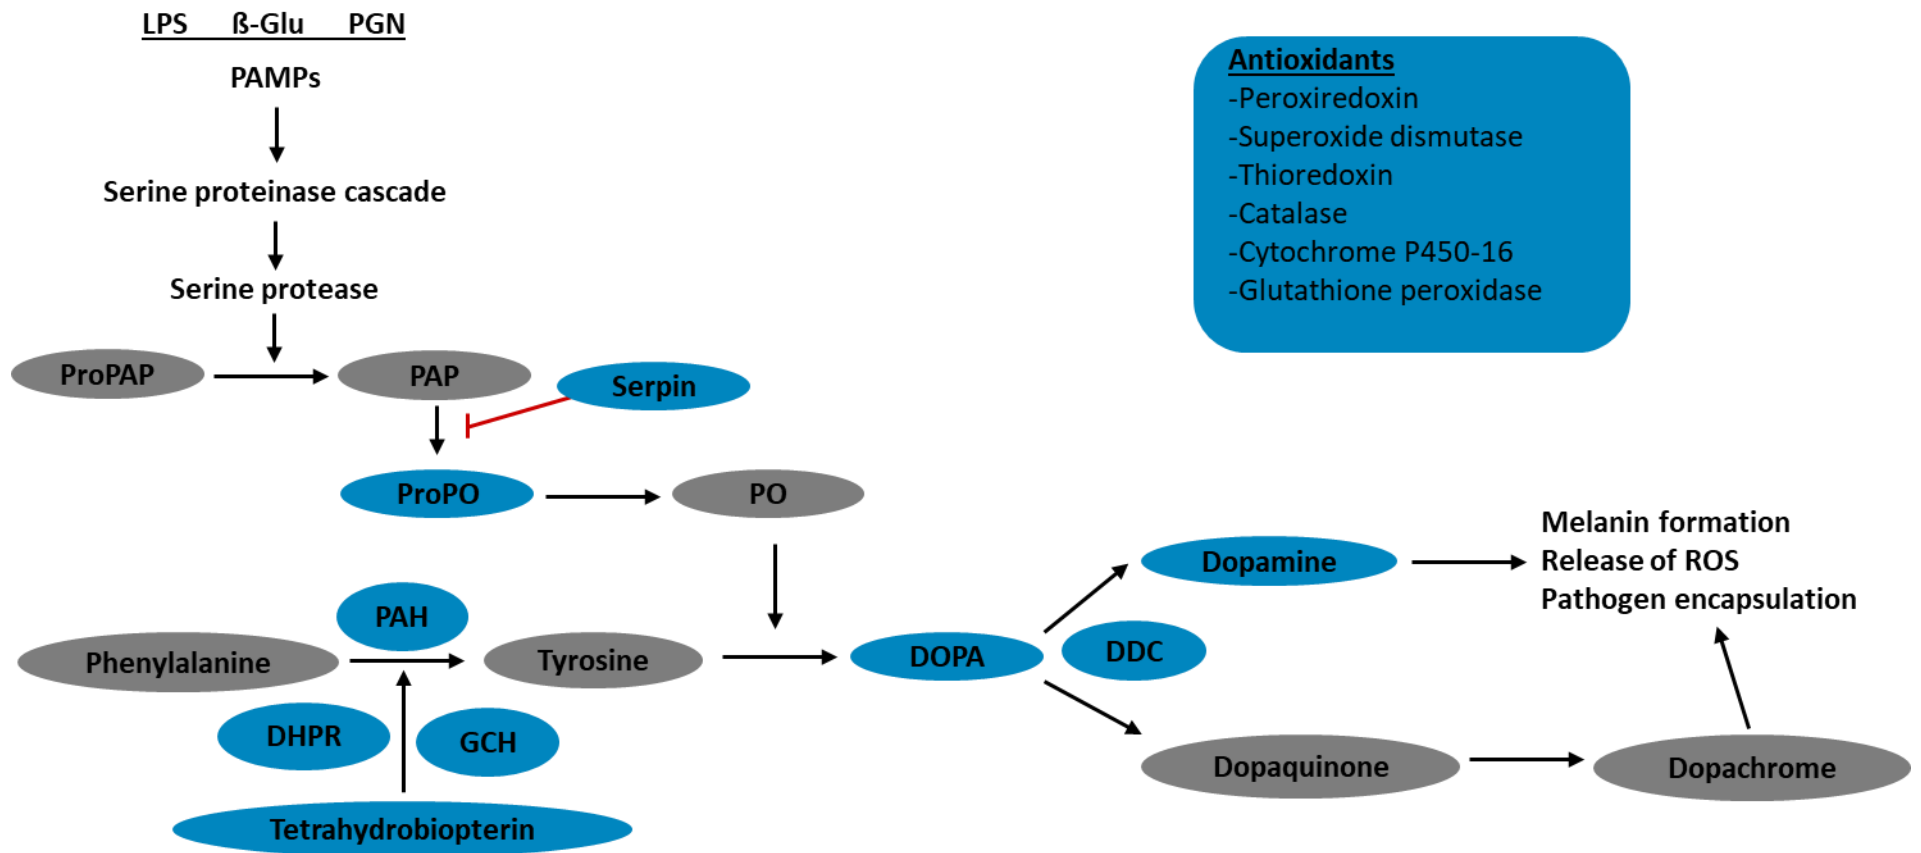 LPS ß-Glu PGN
PAMPs
Serine proteinase cascade
Serine protease
ProPAP
PAP
Serpin
ProPO
PO
Antioxidants
-Peroxiredoxin
-Superoxide dismutase
-Thioredoxin
-Catalase
-Cytochrome P450-16
-Glutathione peroxidase
Phenylalanine
PAH
Tyrosine
DHPR
GCH
Tetrahydrobiopterin
DOPA
DDC
Dopamine
Melanin formation
Release of ROS
Pathogen encapsulation
Dopaquinone
Dopachrome